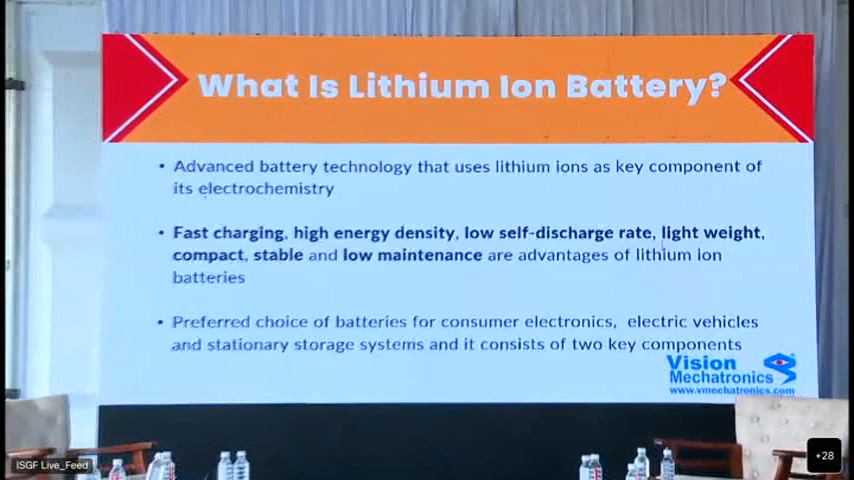 What Is Lithium Ion Battery?
• Advanced battery technology that uses lithium ions as key component of
its electrochemistry
• Fast charging, high energy density, low self-discharge rate, light weight,
compact, stable and low maintenance are advantages of lithium ion
batteries
• Preferred choice of batteries for consumer electronics, electric vehicles
and stationary storage systems and it consists of two key components
Vision
Mechatronics
www.vmechatronics.com
ISGF Live_Feed
+28